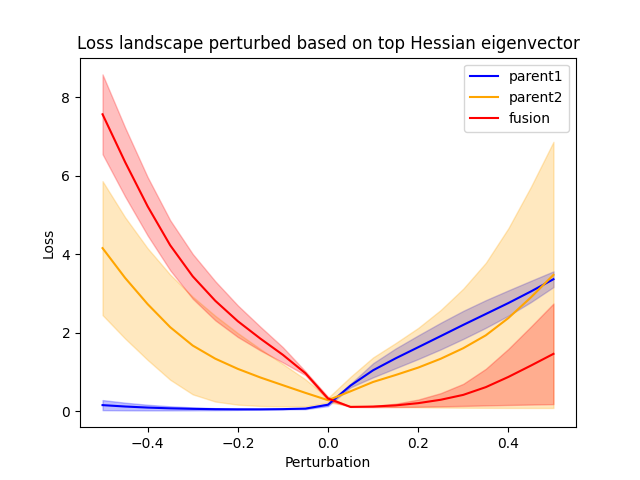 Loss landscape perturbed based on top Hessian eigenvector
parent1
parent2
fusion
8
6
4
2
0
Loss
−0.4
−0.2
0.0
0.2
0.4
Perturbation